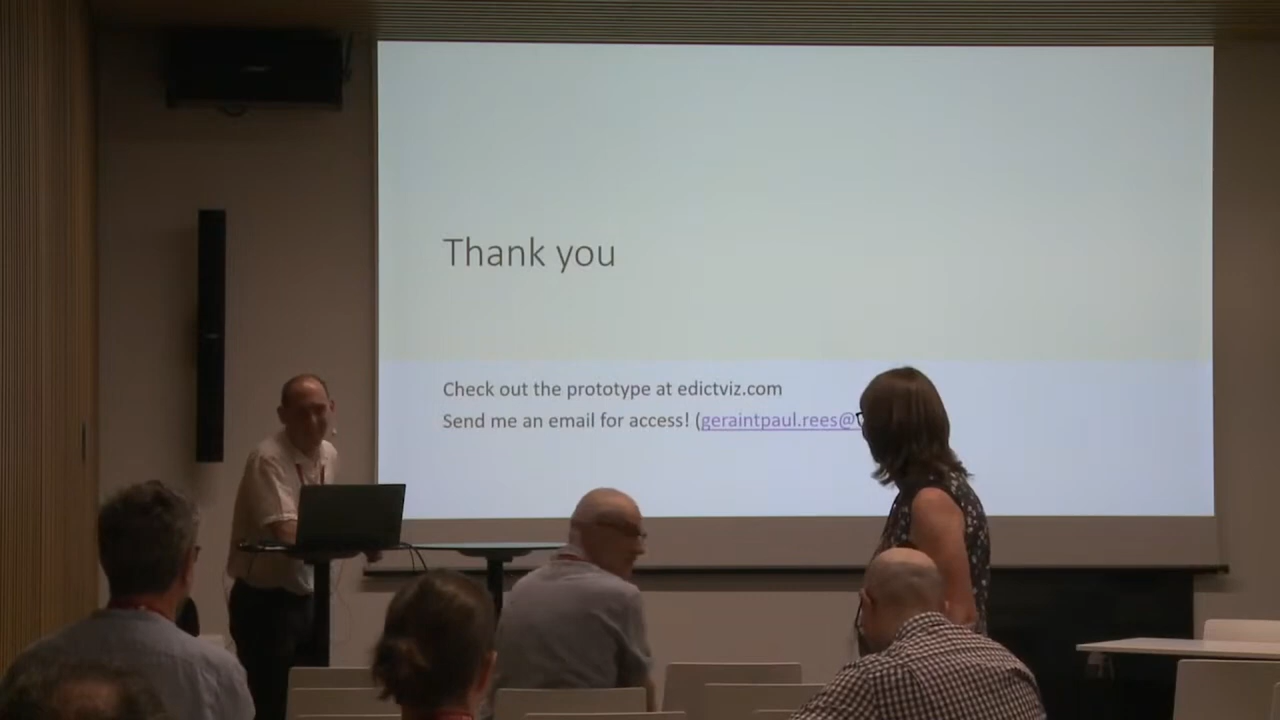 Thank you
Check out the prototype at edictviz.com
Send me an email for access! (geraintpaul.rees@